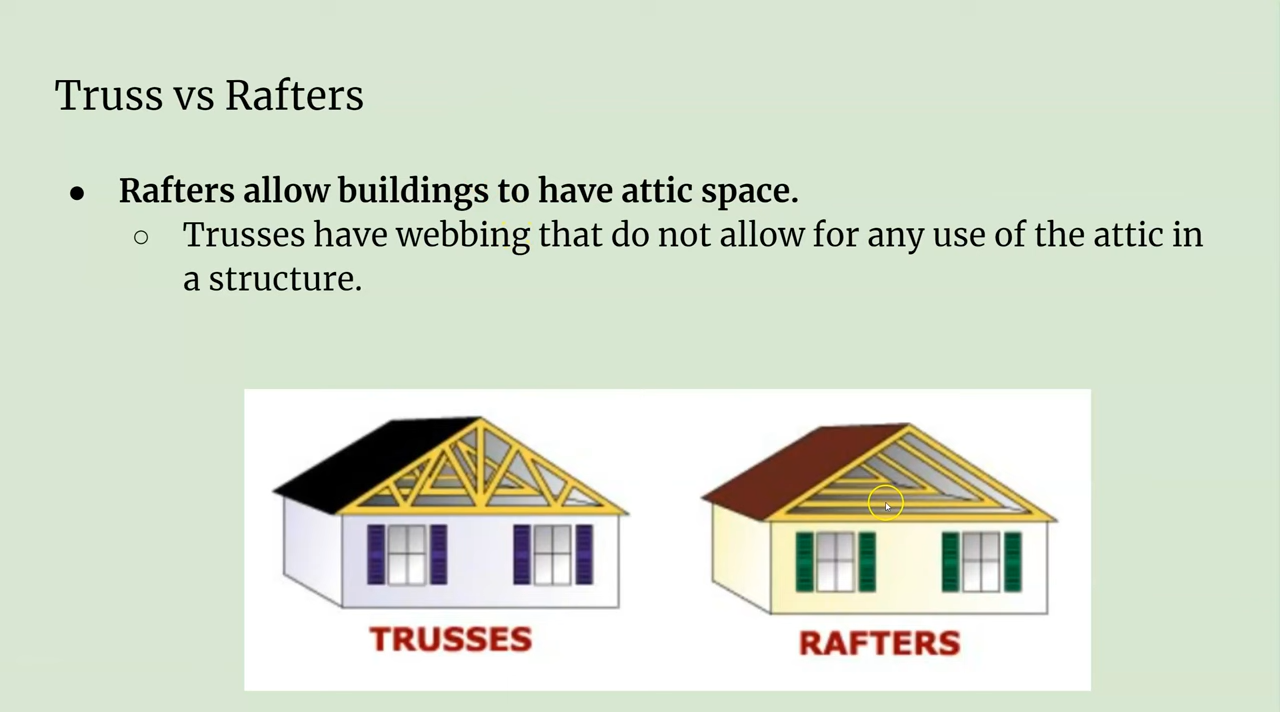 Truss vs Rafters
● Rafters allow buildings to have attic space.
○ Trusses have webbing that do not allow for any use of the attic in
a structure.
TRUSSES
RAFTERS